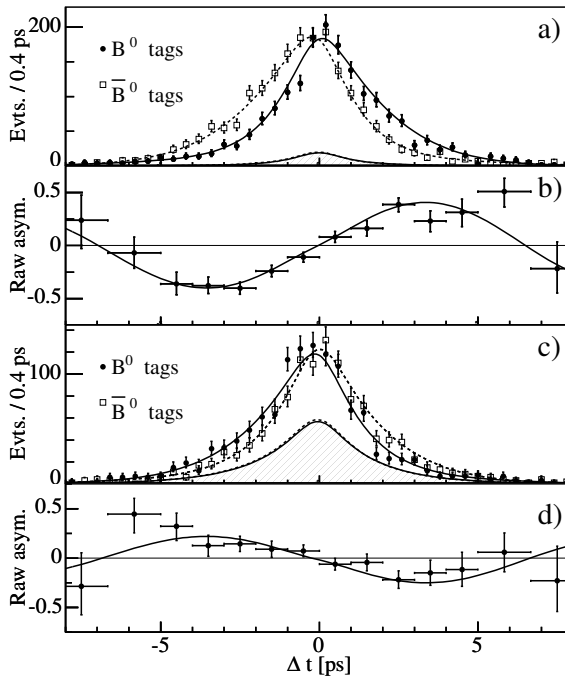 200
a)
B⁰ tags
B̅⁰ tags
100
Evts. / 0.4 ps
0
b)
0.5
0
-0.5
Raw asym.
c)
B⁰ tags
100
B̅⁰ tags
Evts. / 0.4 ps
0
d)
0.5
0
-0.5
Raw asym.
-5 0 5
Δ t [ps]